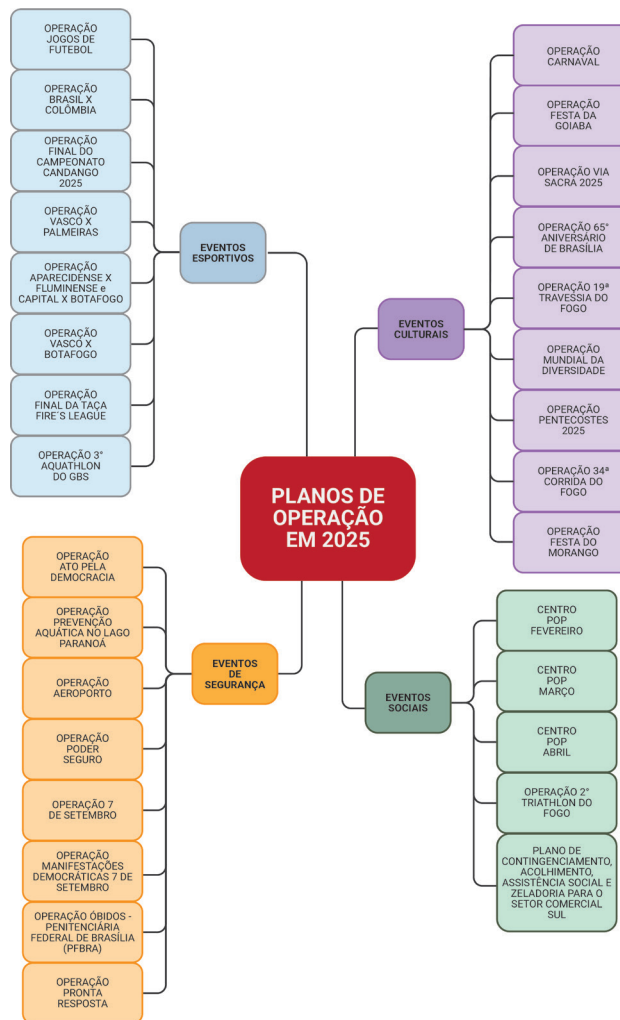 OPERAÇÃO
JOGOS DE
FUTEBOL
OPERAÇÃO
BRASIL X
COLÔMBIA
OPERAÇÃO
FINAL DO
CAMPEONATO
CANDANGO
2025
OPERAÇÃO
VASCO X
PALMEIRAS
OPERAÇÃO
APARECIDENSE X
FLUMINENSE e
CAPITAL X BOTAFOGO
OPERAÇÃO
VASCO X
BOTAFOGO
OPERAÇÃO
FINAL DA TAÇA
FIRE´S LEAGUE
OPERAÇÃO 3°
AQUATHLON
DO GBS
EVENTOS
ESPORTIVOS
OPERAÇÃO
CARNAVAL
OPERAÇÃO
FESTA DA
GOIABA
OPERAÇÃO VIA
SACRA 2025
OPERAÇÃO 65°
ANIVERSÁRIO
DE BRASÍLIA
OPERAÇÃO 19ª
TRAVESSIA DO
FOGO
OPERAÇÃO
MUNDIAL DA
DIVERSIDADE
OPERAÇÃO
PENTECOSTES
2025
OPERAÇÃO 34ª
CORRIDA DO
FOGO
OPERAÇÃO
FESTA DO
MORANGO
EVENTOS
CULTURAIS
PLANOS DE
OPERAÇÃO
EM 2025
OPERAÇÃO
ATO PELA
DEMOCRACIA
OPERAÇÃO
PREVENÇÃO
AQUÁTICA NO LAGO
PARANOÁ
OPERAÇÃO
AEROPORTO
OPERAÇÃO
PODER
SEGURO
OPERAÇÃO 7
DE SETEMBRO
OPERAÇÃO
MANIFESTAÇÕES
DEMOCRÁTICAS 7 DE
SETEMBRO
OPERAÇÃO ÓBIDOS -
PENITENCIÁRIA
FEDERAL DE BRASÍLIA
(PFBRA)
OPERAÇÃO
PRONTA
RESPOSTA
EVENTOS
DE
SEGURANÇA
EVENTOS
SOCIAIS
CENTRO
POP
FEVEREIRO
CENTRO
POP
MARÇO
CENTRO
POP
ABRIL
OPERAÇÃO 2°
TRIATHLON DO
FOGO
PLANO DE
CONTINGENCIAMENTO,
ACOLHIMENTO,
ASSISTÊNCIA SOCIAL E
ZELADORIA PARA O
SETOR COMERCIAL
SUL